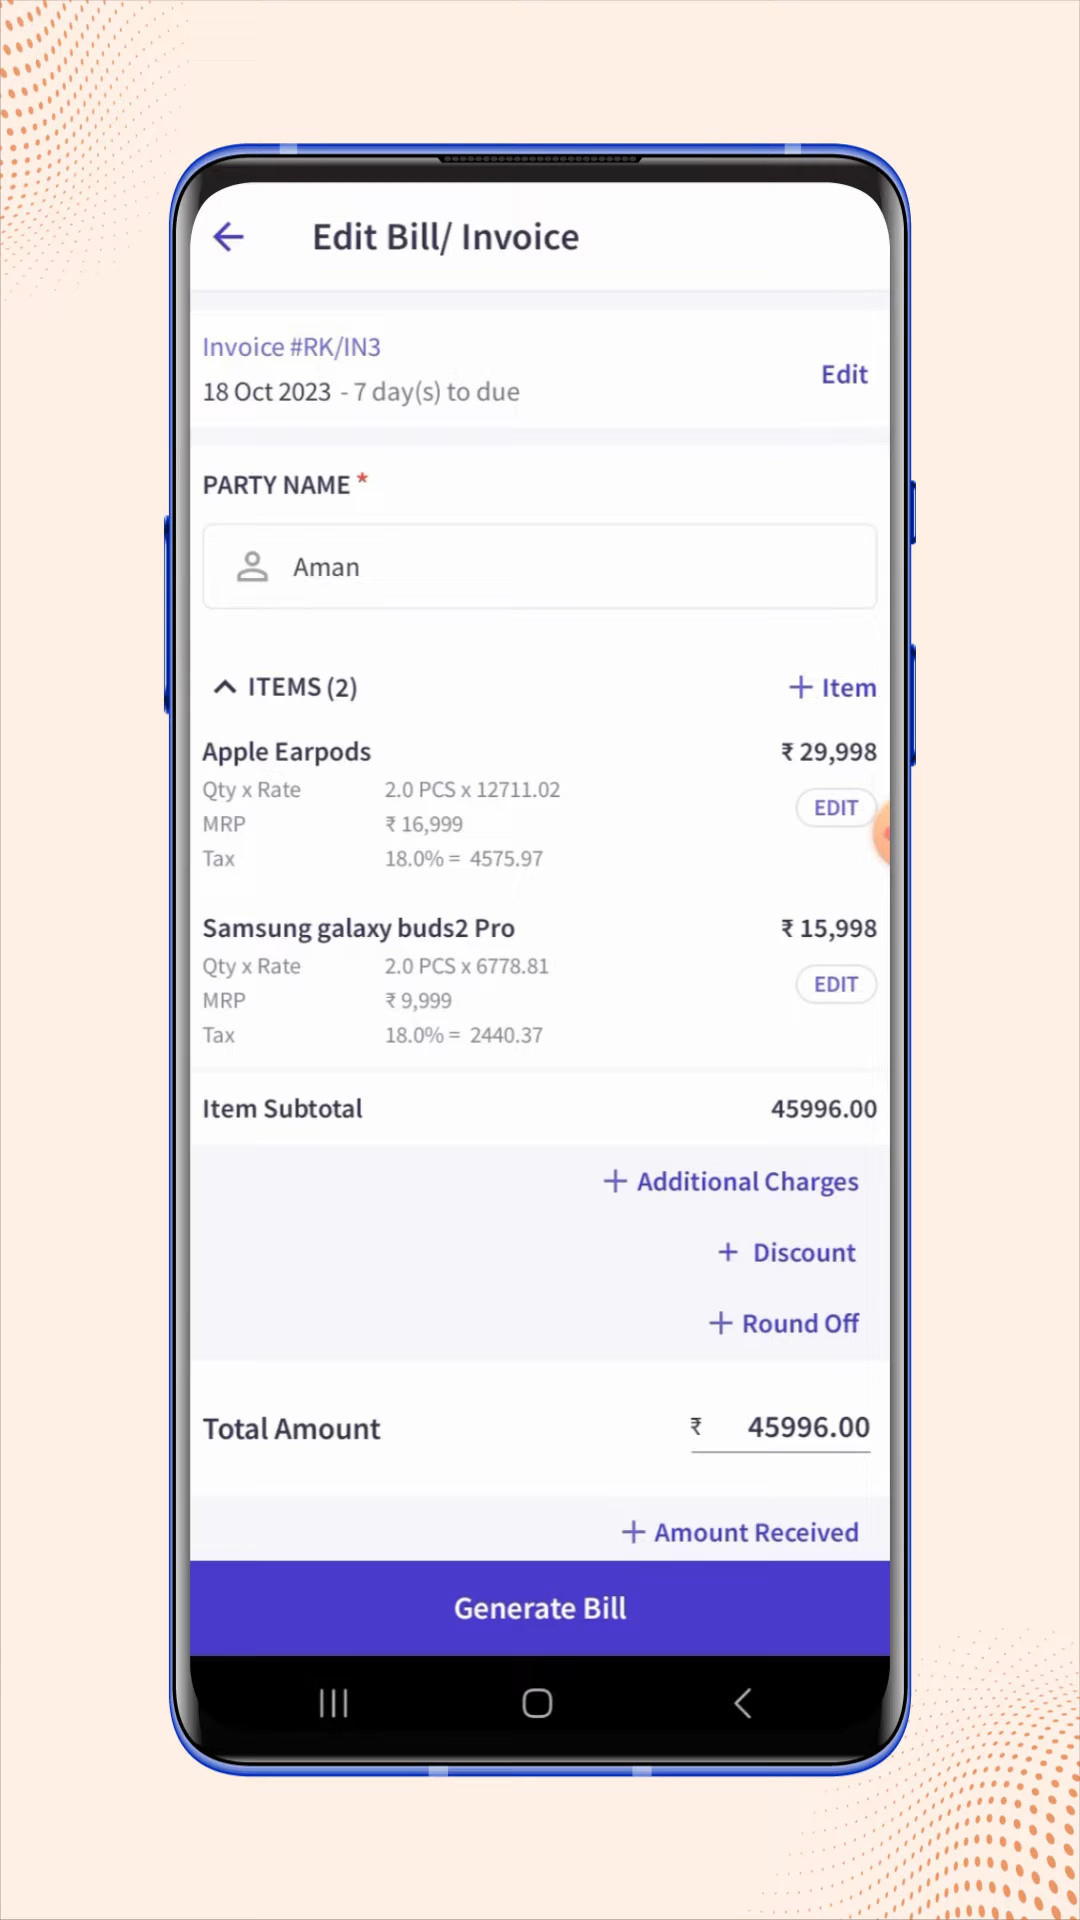 Edit Bill/ Invoice
Invoice #RK/IN3
18 Oct 2023 - 7 day(s) to due
Edit
PARTY NAME *
Aman
ITEMS (2)
+ Item
Apple Earpods ₹ 29,998
Qty x Rate 2.0 PCS x 12711.02
EDIT
MRP ₹ 16,999
Tax 18.0% = 4575.97
Samsung galaxy buds2 Pro ₹ 15,998
Qty x Rate 2.0 PCS x 6778.81
EDIT
MRP ₹ 9,999
Tax 18.0% = 2440.37
Item Subtotal 45996.00
+ Additional Charges
+ Discount
+ Round Off
Total Amount ₹ 45996.00
+ Amount Received
Generate Bill